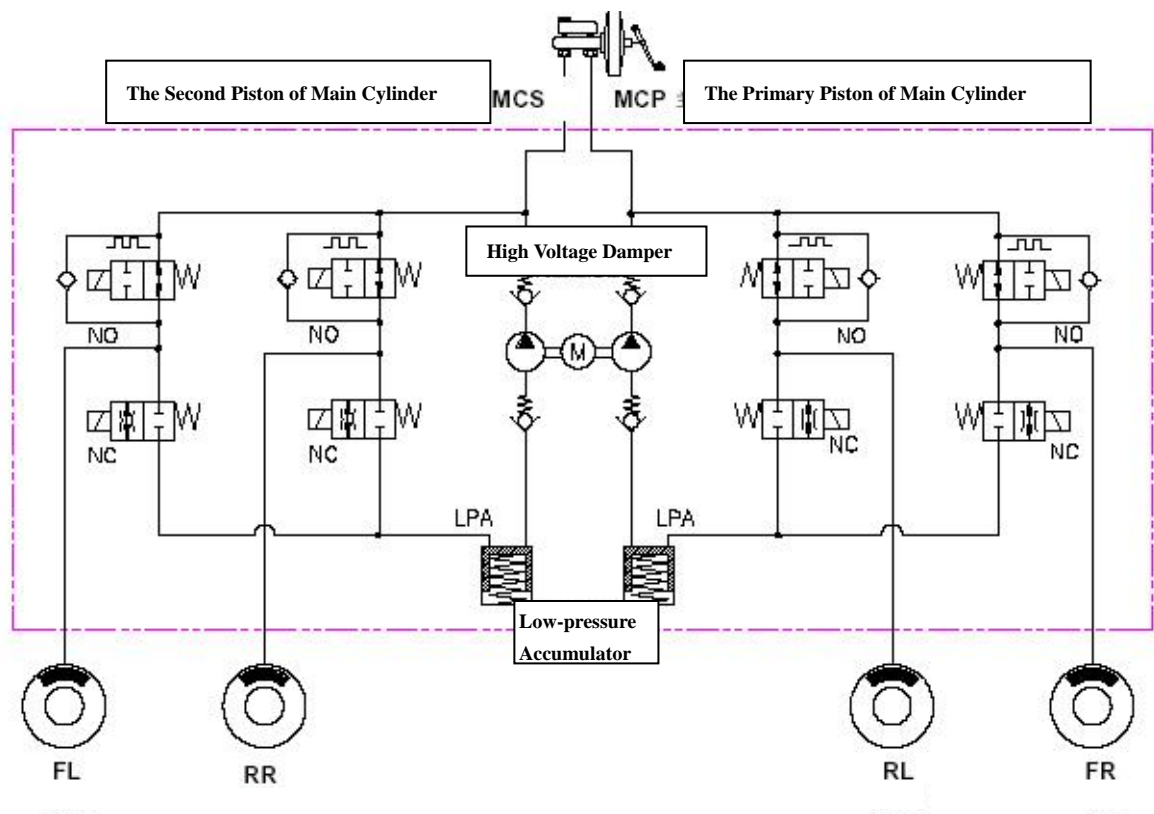 The Second Piston of Main Cylinder
MCS
MCP
The Primary Piston of Main Cylinder
High Voltage Damper
NO
NO
M
NO
NO
NC
NC
NC
NC
LPA
LPA
Low-pressure
Accumulator
FL
RR
RL
FR